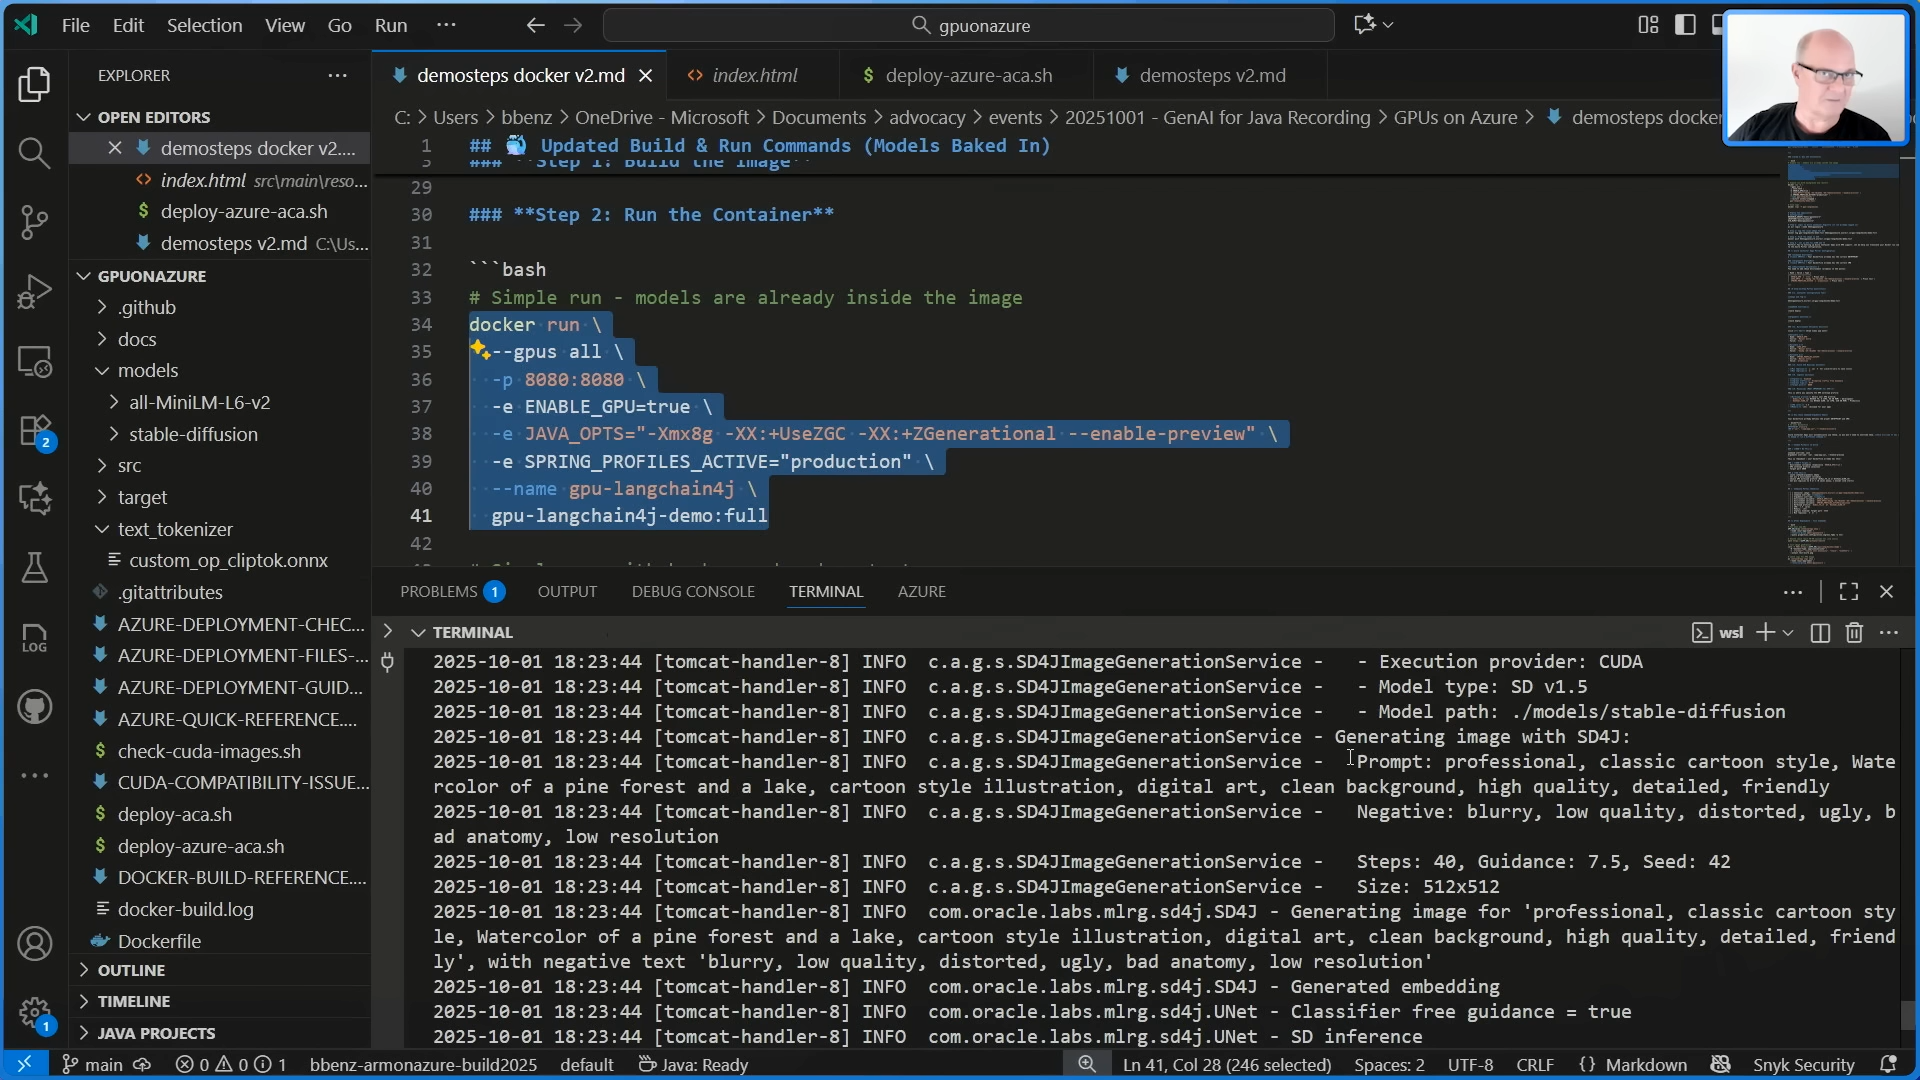 File Edit Selection View Go Run ··· gpuonazure
EXPLORER ···
OPEN EDITORS
demosteps docker v2....
index.html src\main\reso...
deploy-azure-aca.sh
demosteps v2.md C:\Us...
GPUONAZURE
.github
docs
models
all-MiniLM-L6-v2
stable-diffusion
src
target
text_tokenizer
custom_op_cliptok.onnx
.gitattributes
AZURE-DEPLOYMENT-CHEC...
AZURE-DEPLOYMENT-FILES-...
AZURE-DEPLOYMENT-GUID...
AZURE-QUICK-REFERENCE....
check-cuda-images.sh
CUDA-COMPATIBILITY-ISSUE...
deploy-aca.sh
deploy-azure-aca.sh
DOCKER-BUILD-REFERENCE....
docker-build.log
Dockerfile
OUTLINE
TIMELINE
JAVA PROJECTS
2
LOG
1
demosteps docker v2.md index.html deploy-azure-aca.sh demosteps v2.md
C: > Users > bbenz > OneDrive - Microsoft > Documents > advocacy > events > 20251001 - GenAI for Java Recording > GPUs on Azure > demosteps docker
1 ## 🐳 Updated Build & Run Commands (Models Baked In)
3 ### **Step 1: Build the Image**
29
30 ### **Step 2: Run the Container**
31
32 ```bash
33 # Simple run - models are already inside the image
34 docker run \
35 --gpus all \
36 -p 8080:8080 \
37 -e ENABLE_GPU=true \
38 -e JAVA_OPTS="-Xmx8g -XX:+UseZGC -XX:+ZGenerational --enable-preview" \
39 -e SPRING_PROFILES_ACTIVE="production" \
40 --name gpu-langchain4j \
41 gpu-langchain4j-demo:full
42
PROBLEMS 1 OUTPUT DEBUG CONSOLE TERMINAL AZURE
TERMINAL wsl
2025-10-01 18:23:44 [tomcat-handler-8] INFO c.a.g.s.SD4JImageGenerationService - - Execution provider: CUDA
2025-10-01 18:23:44 [tomcat-handler-8] INFO c.a.g.s.SD4JImageGenerationService - - Model type: SD v1.5
2025-10-01 18:23:44 [tomcat-handler-8] INFO c.a.g.s.SD4JImageGenerationService - - Model path: ./models/stable-diffusion
2025-10-01 18:23:44 [tomcat-handler-8] INFO c.a.g.s.SD4JImageGenerationService - Generating image with SD4J:
2025-10-01 18:23:44 [tomcat-handler-8] INFO c.a.g.s.SD4JImageGenerationService - Prompt: professional, classic cartoon style, Wate
rcolor of a pine forest and a lake, cartoon style illustration, digital art, clean background, high quality, detailed, friendly
2025-10-01 18:23:44 [tomcat-handler-8] INFO c.a.g.s.SD4JImageGenerationService - Negative: blurry, low quality, distorted, ugly, b
ad anatomy, low resolution
2025-10-01 18:23:44 [tomcat-handler-8] INFO c.a.g.s.SD4JImageGenerationService - Steps: 40, Guidance: 7.5, Seed: 42
2025-10-01 18:23:44 [tomcat-handler-8] INFO c.a.g.s.SD4JImageGenerationService - Size: 512x512
2025-10-01 18:23:44 [tomcat-handler-8] INFO com.oracle.labs.mlrg.sd4j.SD4J - Generating image for 'professional, classic cartoon sty
le, Watercolor of a pine forest and a lake, cartoon style illustration, digital art, clean background, high quality, detailed, friend
ly', with negative text 'blurry, low quality, distorted, ugly, bad anatomy, low resolution'
2025-10-01 18:23:44 [tomcat-handler-8] INFO com.oracle.labs.mlrg.sd4j.SD4J - Generated embedding
2025-10-01 18:23:44 [tomcat-handler-8] INFO com.oracle.labs.mlrg.sd4j.UNet - Classifier free guidance = true
2025-10-01 18:23:44 [tomcat-handler-8] INFO com.oracle.labs.mlrg.sd4j.UNet - SD inference
main 0 0 1 bbenz-armonazure-build2025 default Java: Ready Ln 41, Col 28 (246 selected) Spaces: 2 UTF-8 CRLF {} Markdown Snyk Security